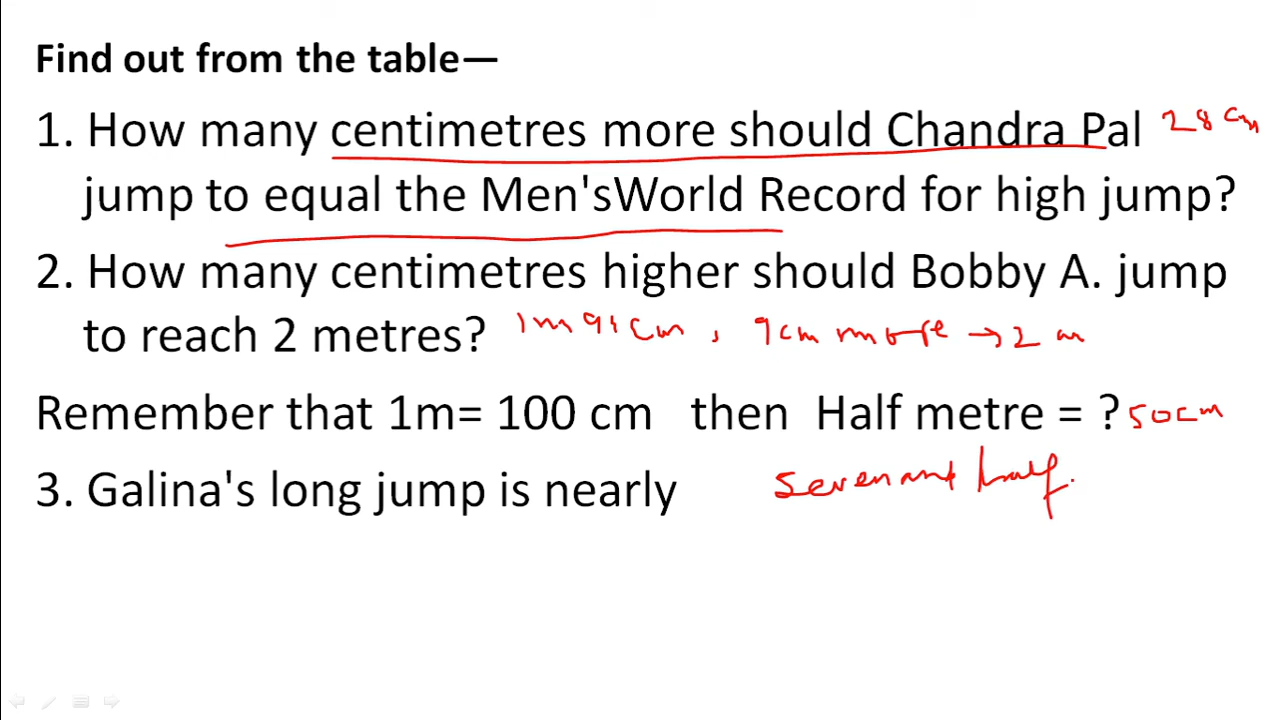 Find out from the table—
1. How many centimetres more should Chandra Pal 28 cm
jump to equal the Men'sWorld Record for high jump?
2. How many centimetres higher should Bobby A. jump
to reach 2 metres? 1m 91 cm, 9cm more → 2 m
Remember that 1m= 100 cm then Half metre = ? 50cm
3. Galina's long jump is nearly seven and half.